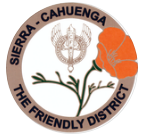 SIERRA - CAHUENGA
THE FRIENDLY DISTRICT